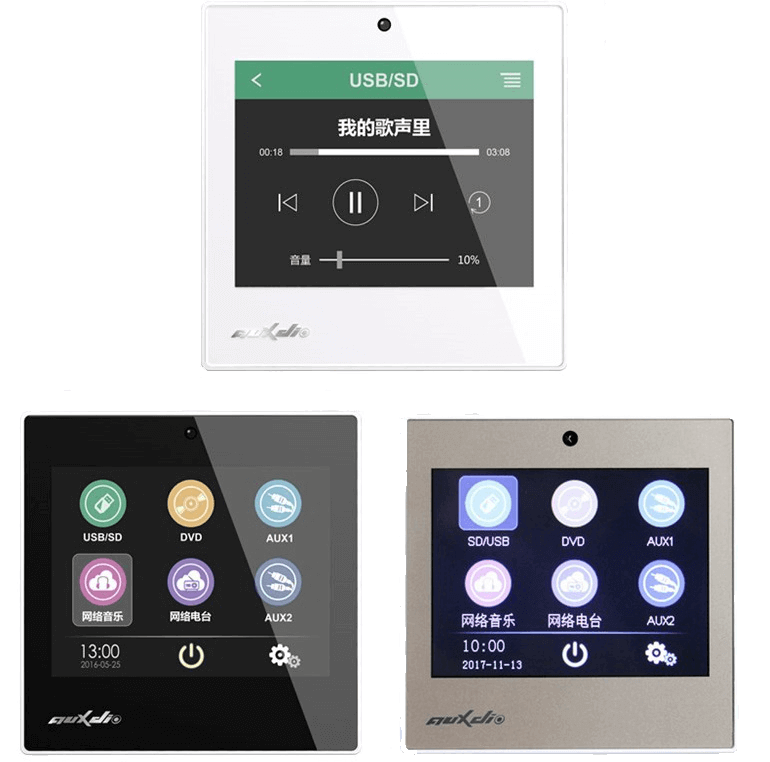 USB/SD
我的歌声里
00:18 03:08
1
音量 10%
auxdio
USB/SD DVD AUX1
网络音乐 网络电台 AUX2
13:00
2016-05-25
auxdio
SD/USB DVD AUX1
网络音乐 网络电台 AUX2
10:00
2017-11-13
auxdio